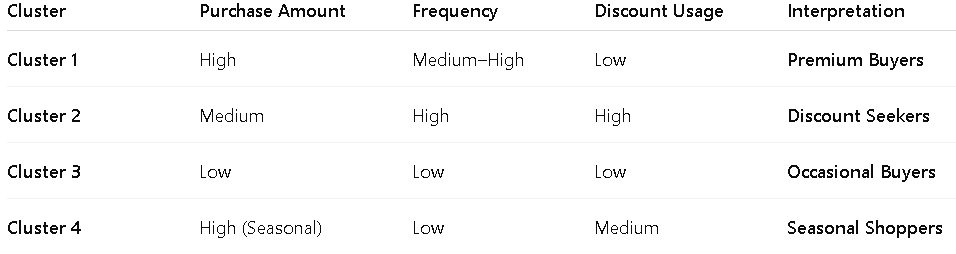 Cluster Purchase Amount Frequency Discount Usage Interpretation
Cluster 1 High Medium–High Low Premium Buyers
Cluster 2 Medium High High Discount Seekers
Cluster 3 Low Low Low Occasional Buyers
Cluster 4 High (Seasonal) Low Medium Seasonal Shoppers